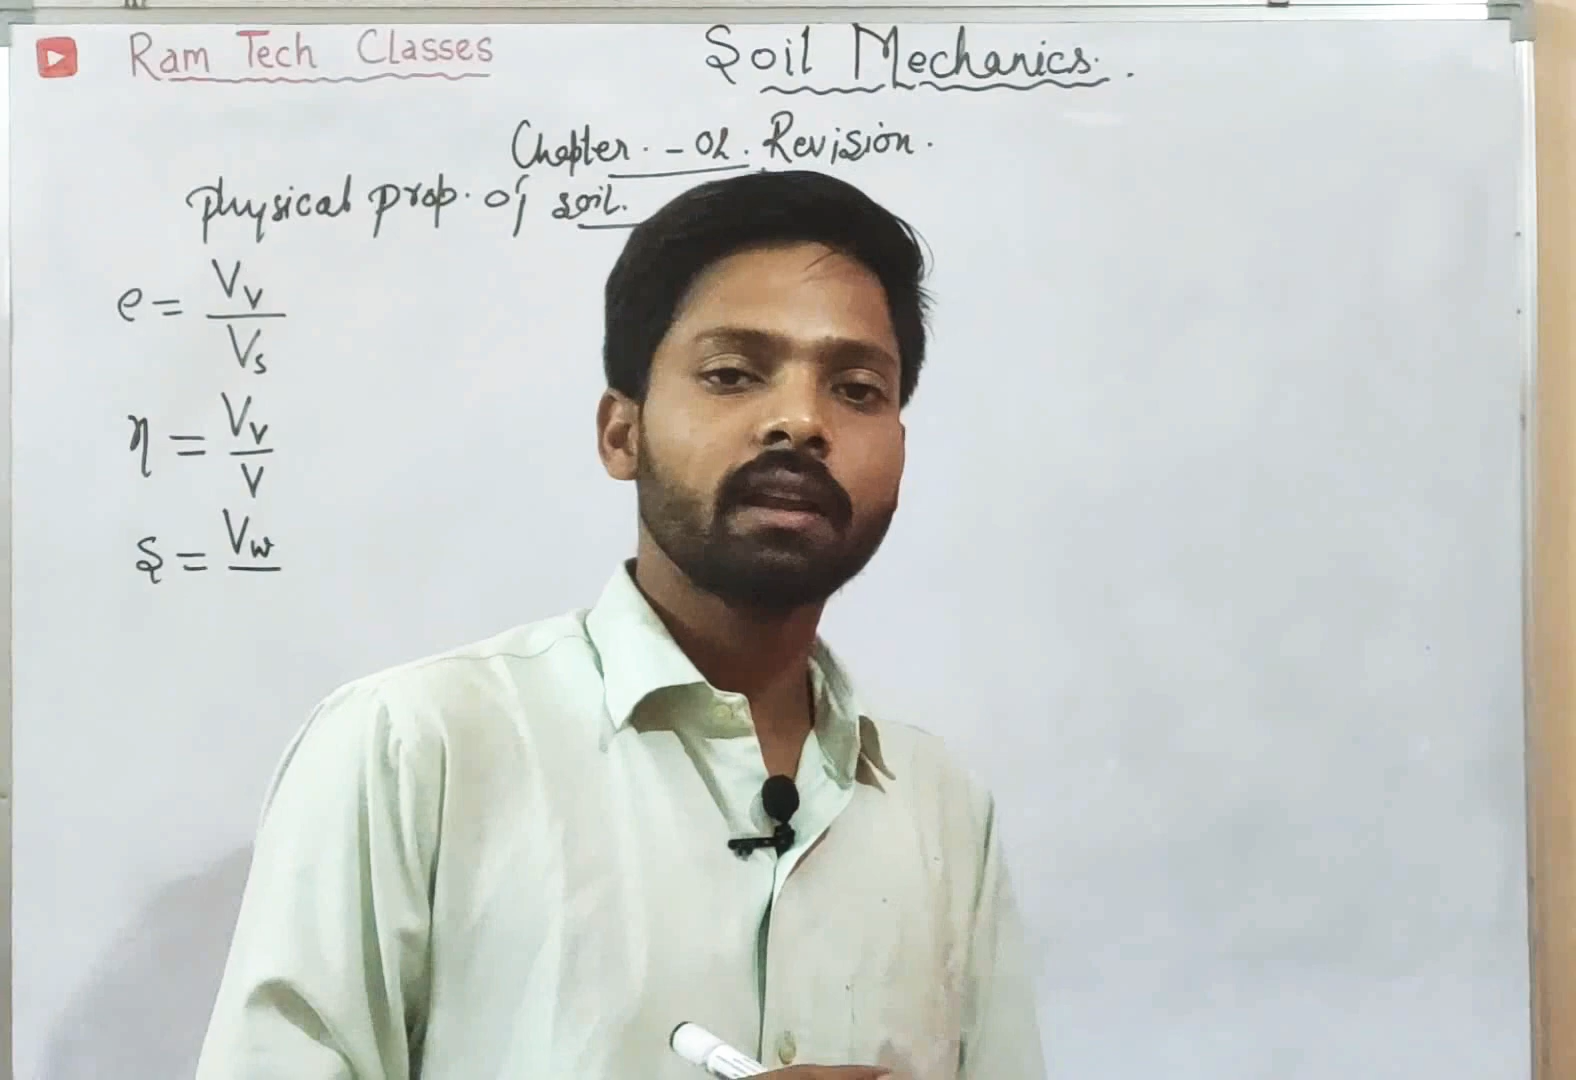 Ram Tech Classes
Soil Mechanics.
Chapter - 02. Revision.
Physical prop. of soil.
e = Vv / Vs
η = Vv / V
S = Vw